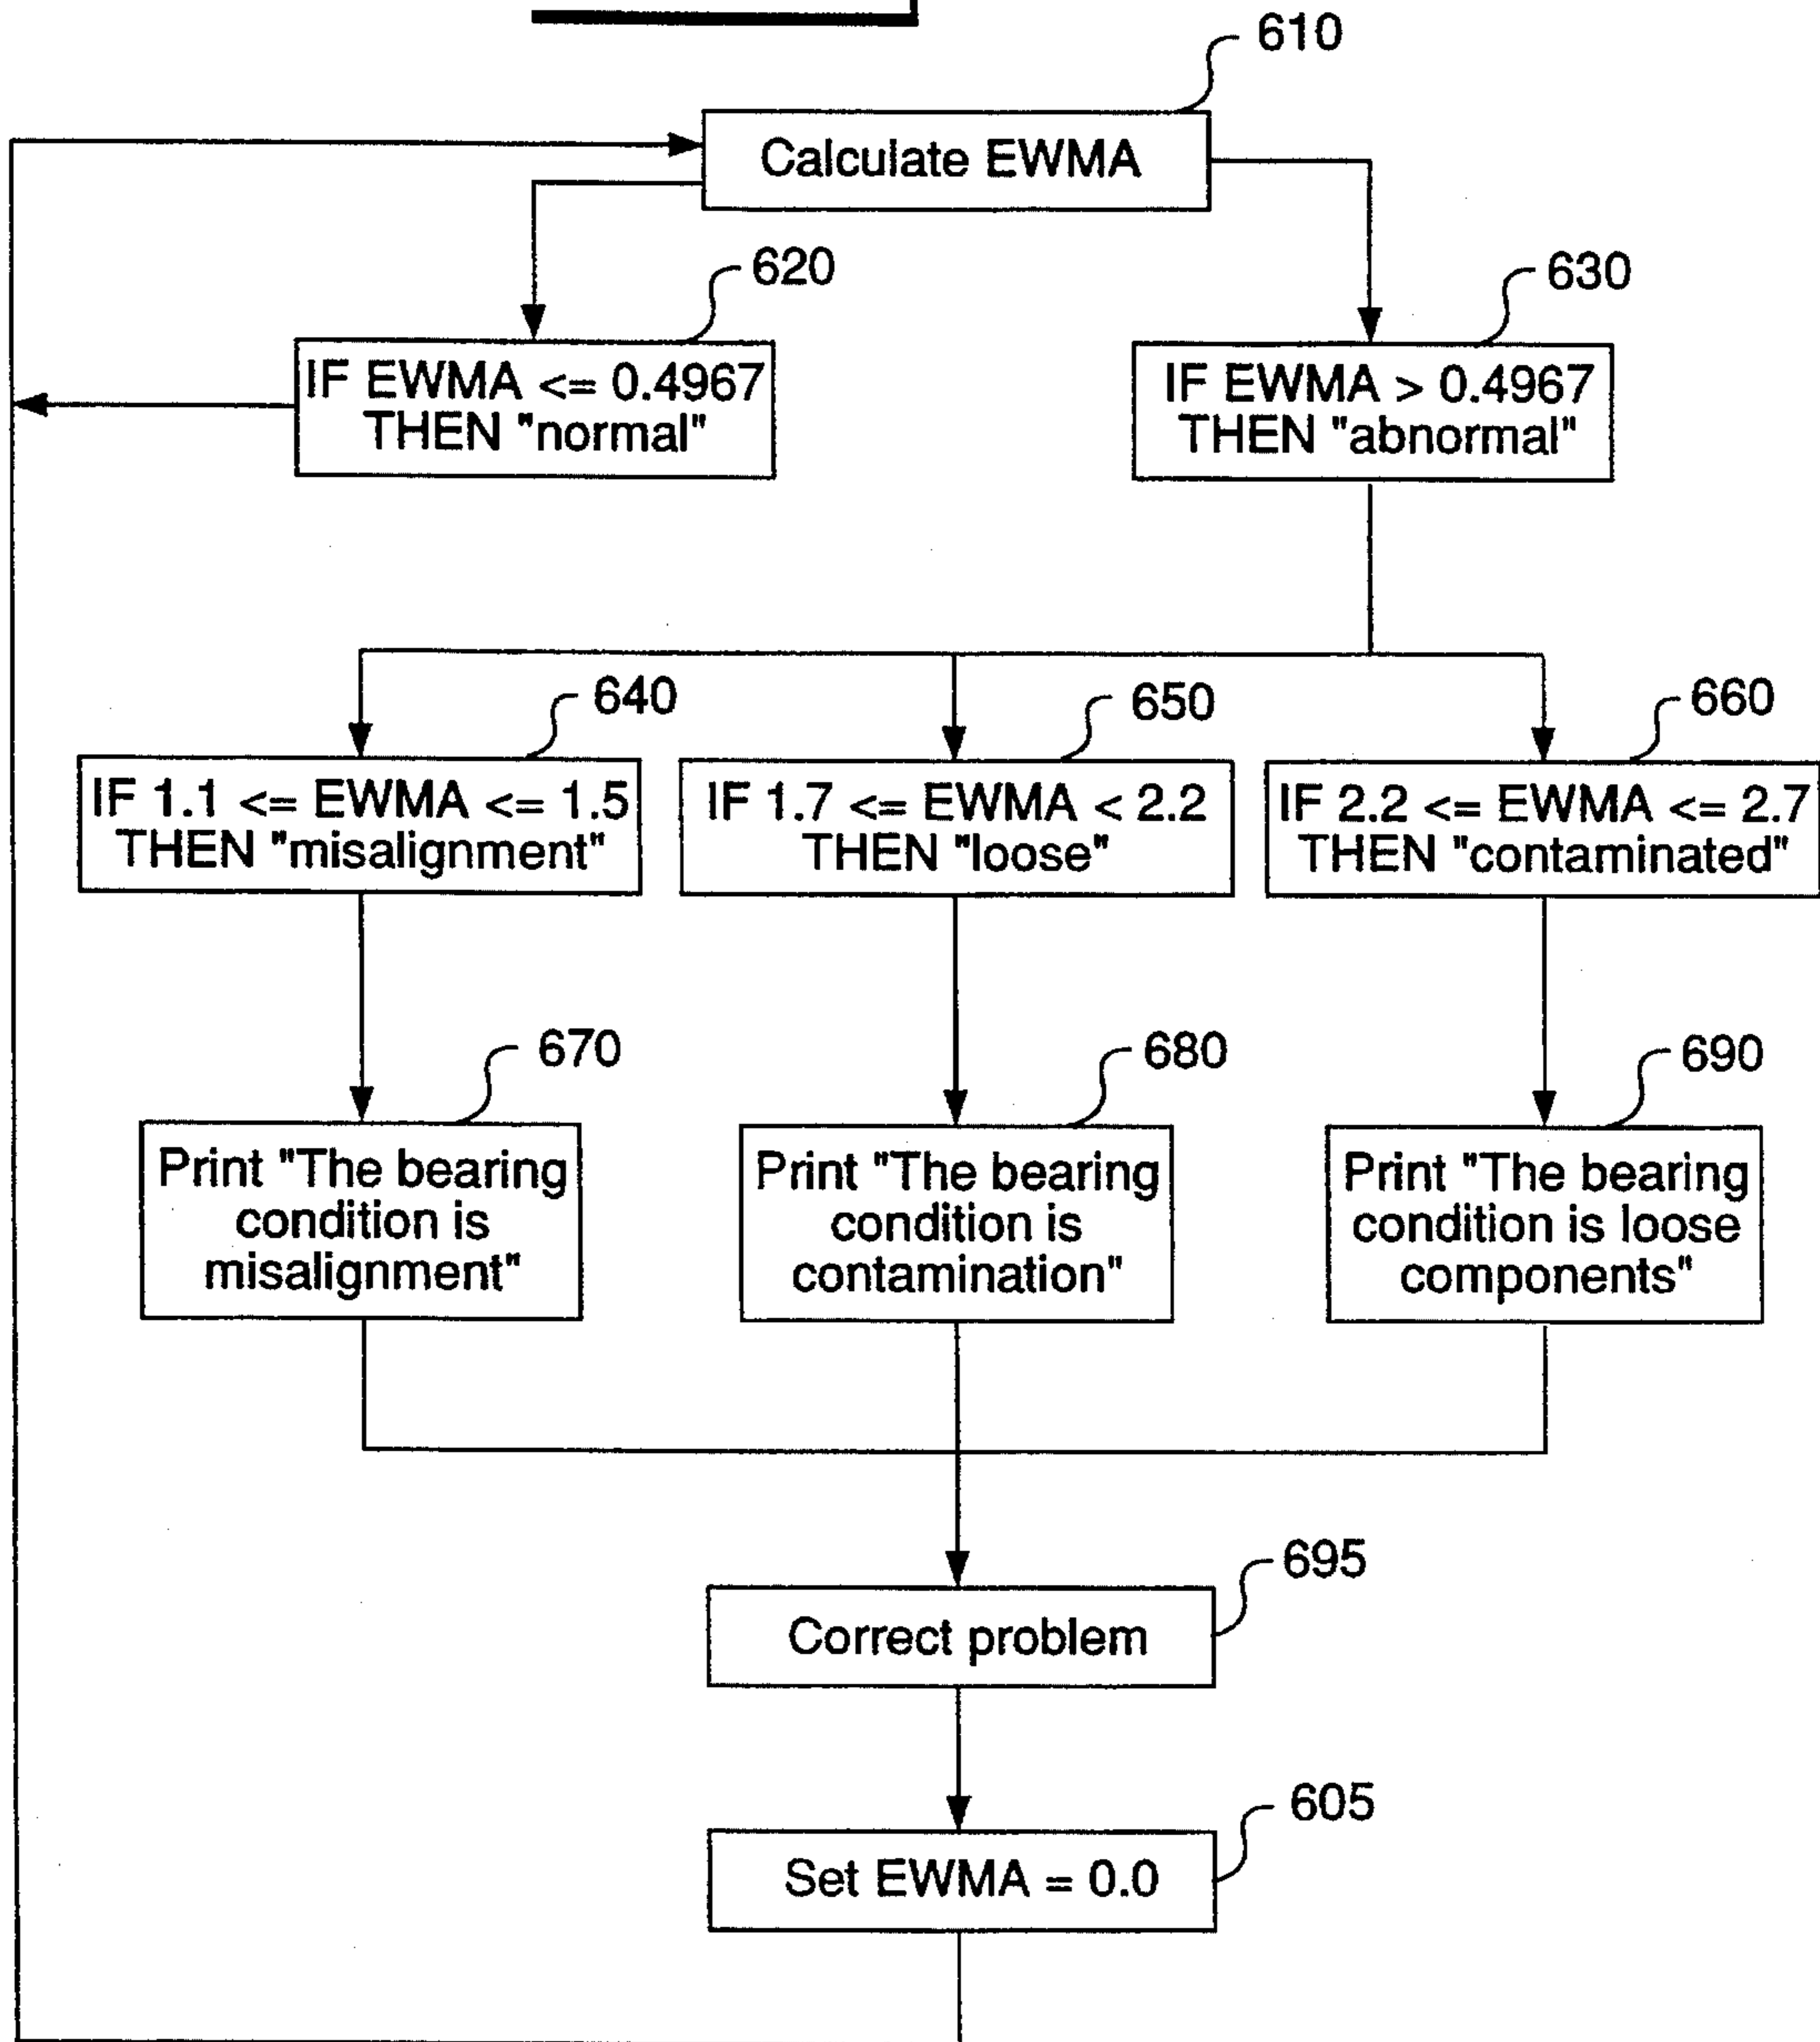 610
Calculate EWMA
620
630
IF EWMA <= 0.4967
THEN "normal"
IF EWMA > 0.4967
THEN "abnormal"
640
650
660
IF 1.1 <= EWMA <= 1.5
THEN "misalignment"
IF 1.7 <= EWMA < 2.2
THEN "loose"
IF 2.2 <= EWMA <= 2.7
THEN "contaminated"
670
680
690
Print "The bearing
condition is
misalignment"
Print "The bearing
condition is
contamination"
Print "The bearing
condition is loose
components"
695
Correct problem
605
Set EWMA = 0.0